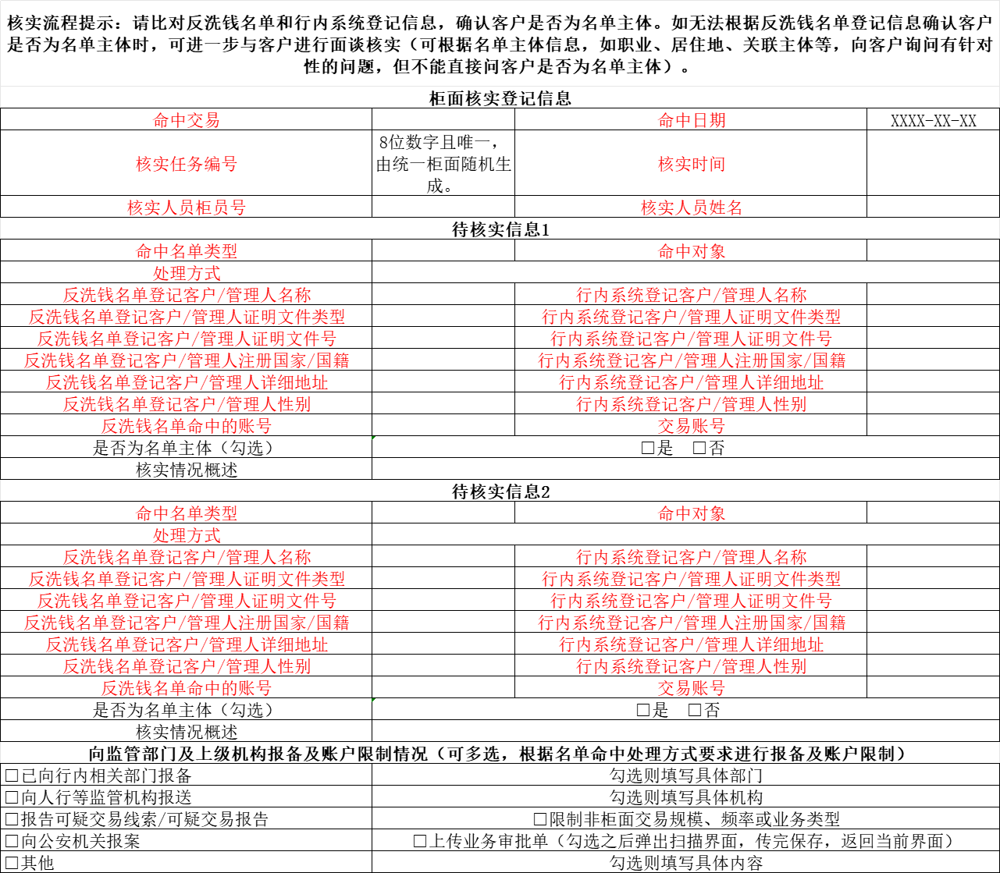 核实流程提示：请比对反洗钱名单和行内系统登记信息，确认客户是否为名单主体。如无法根据反洗钱名单登记信息确认客户
是否为名单主体时，可进一步与客户进行面谈核实（可根据名单主体信息，如职业、居住地、关联主体等，向客户询问有针对
性的问题，但不能直接问客户是否为名单主体）。
柜面核实登记信息
命中交易 命中日期 XXXX-XX-XX
核实任务编号 8位数字且唯一，
由统一柜面随机生
成。 核实时间
核实人员柜员号 核实人员姓名
待核实信息1
命中名单类型 命中对象
处理方式
反洗钱名单登记客户/管理人名称 行内系统登记客户/管理人名称
反洗钱名单登记客户/管理人证明文件类型 行内系统登记客户/管理人证明文件类型
反洗钱名单登记客户/管理人证明文件号 行内系统登记客户/管理人证明文件号
反洗钱名单登记客户/管理人注册国家/国籍 行内系统登记客户/管理人注册国家/国籍
反洗钱名单登记客户/管理人详细地址 行内系统登记客户/管理人详细地址
反洗钱名单登记客户/管理人性别 行内系统登记客户/管理人性别
反洗钱名单命中的账号 交易账号
是否为名单主体（勾选） □是 □否
核实情况概述
待核实信息2
命中名单类型 命中对象
处理方式
反洗钱名单登记客户/管理人名称 行内系统登记客户/管理人名称
反洗钱名单登记客户/管理人证明文件类型 行内系统登记客户/管理人证明文件类型
反洗钱名单登记客户/管理人证明文件号 行内系统登记客户/管理人证明文件号
反洗钱名单登记客户/管理人注册国家/国籍 行内系统登记客户/管理人注册国家/国籍
反洗钱名单登记客户/管理人详细地址 行内系统登记客户/管理人详细地址
反洗钱名单登记客户/管理人性别 行内系统登记客户/管理人性别
反洗钱名单命中的账号 交易账号
是否为名单主体（勾选） □是 □否
核实情况概述
向监管部门及上级机构报备及账户限制情况（可多选，根据名单命中处理方式要求进行报备及账户限制）
□已向行内相关部门报备 勾选则填写具体部门
□向人行等监管机构报送 勾选则填写具体机构
□报告可疑交易线索/可疑交易报告 □限制非柜面交易规模、频率或业务类型
□向公安机关报案 □上传业务审批单（勾选之后弹出扫描界面，传完保存，返回当前界面）
□其他 勾选则填写具体内容